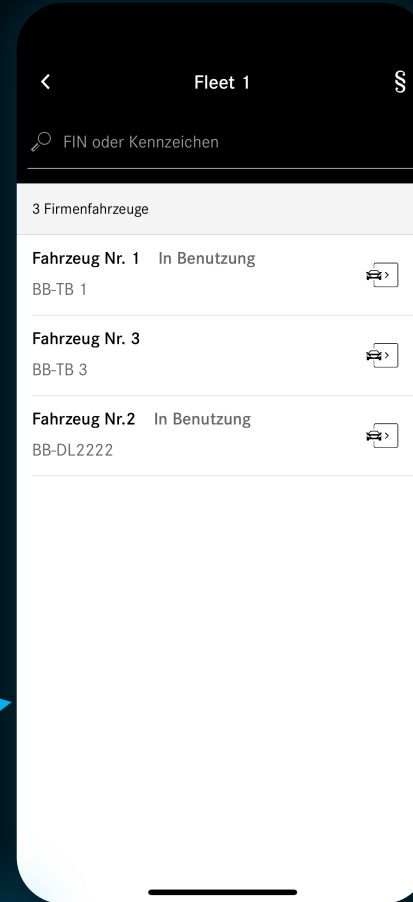 Fleet 1 §
FIN oder Kennzeichen
3 Firmenfahrzeuge
Fahrzeug Nr. 1 In Benutzung
BB-TB 1
Fahrzeug Nr. 3
BB-TB 3
Fahrzeug Nr.2 In Benutzung
BB-DL2222